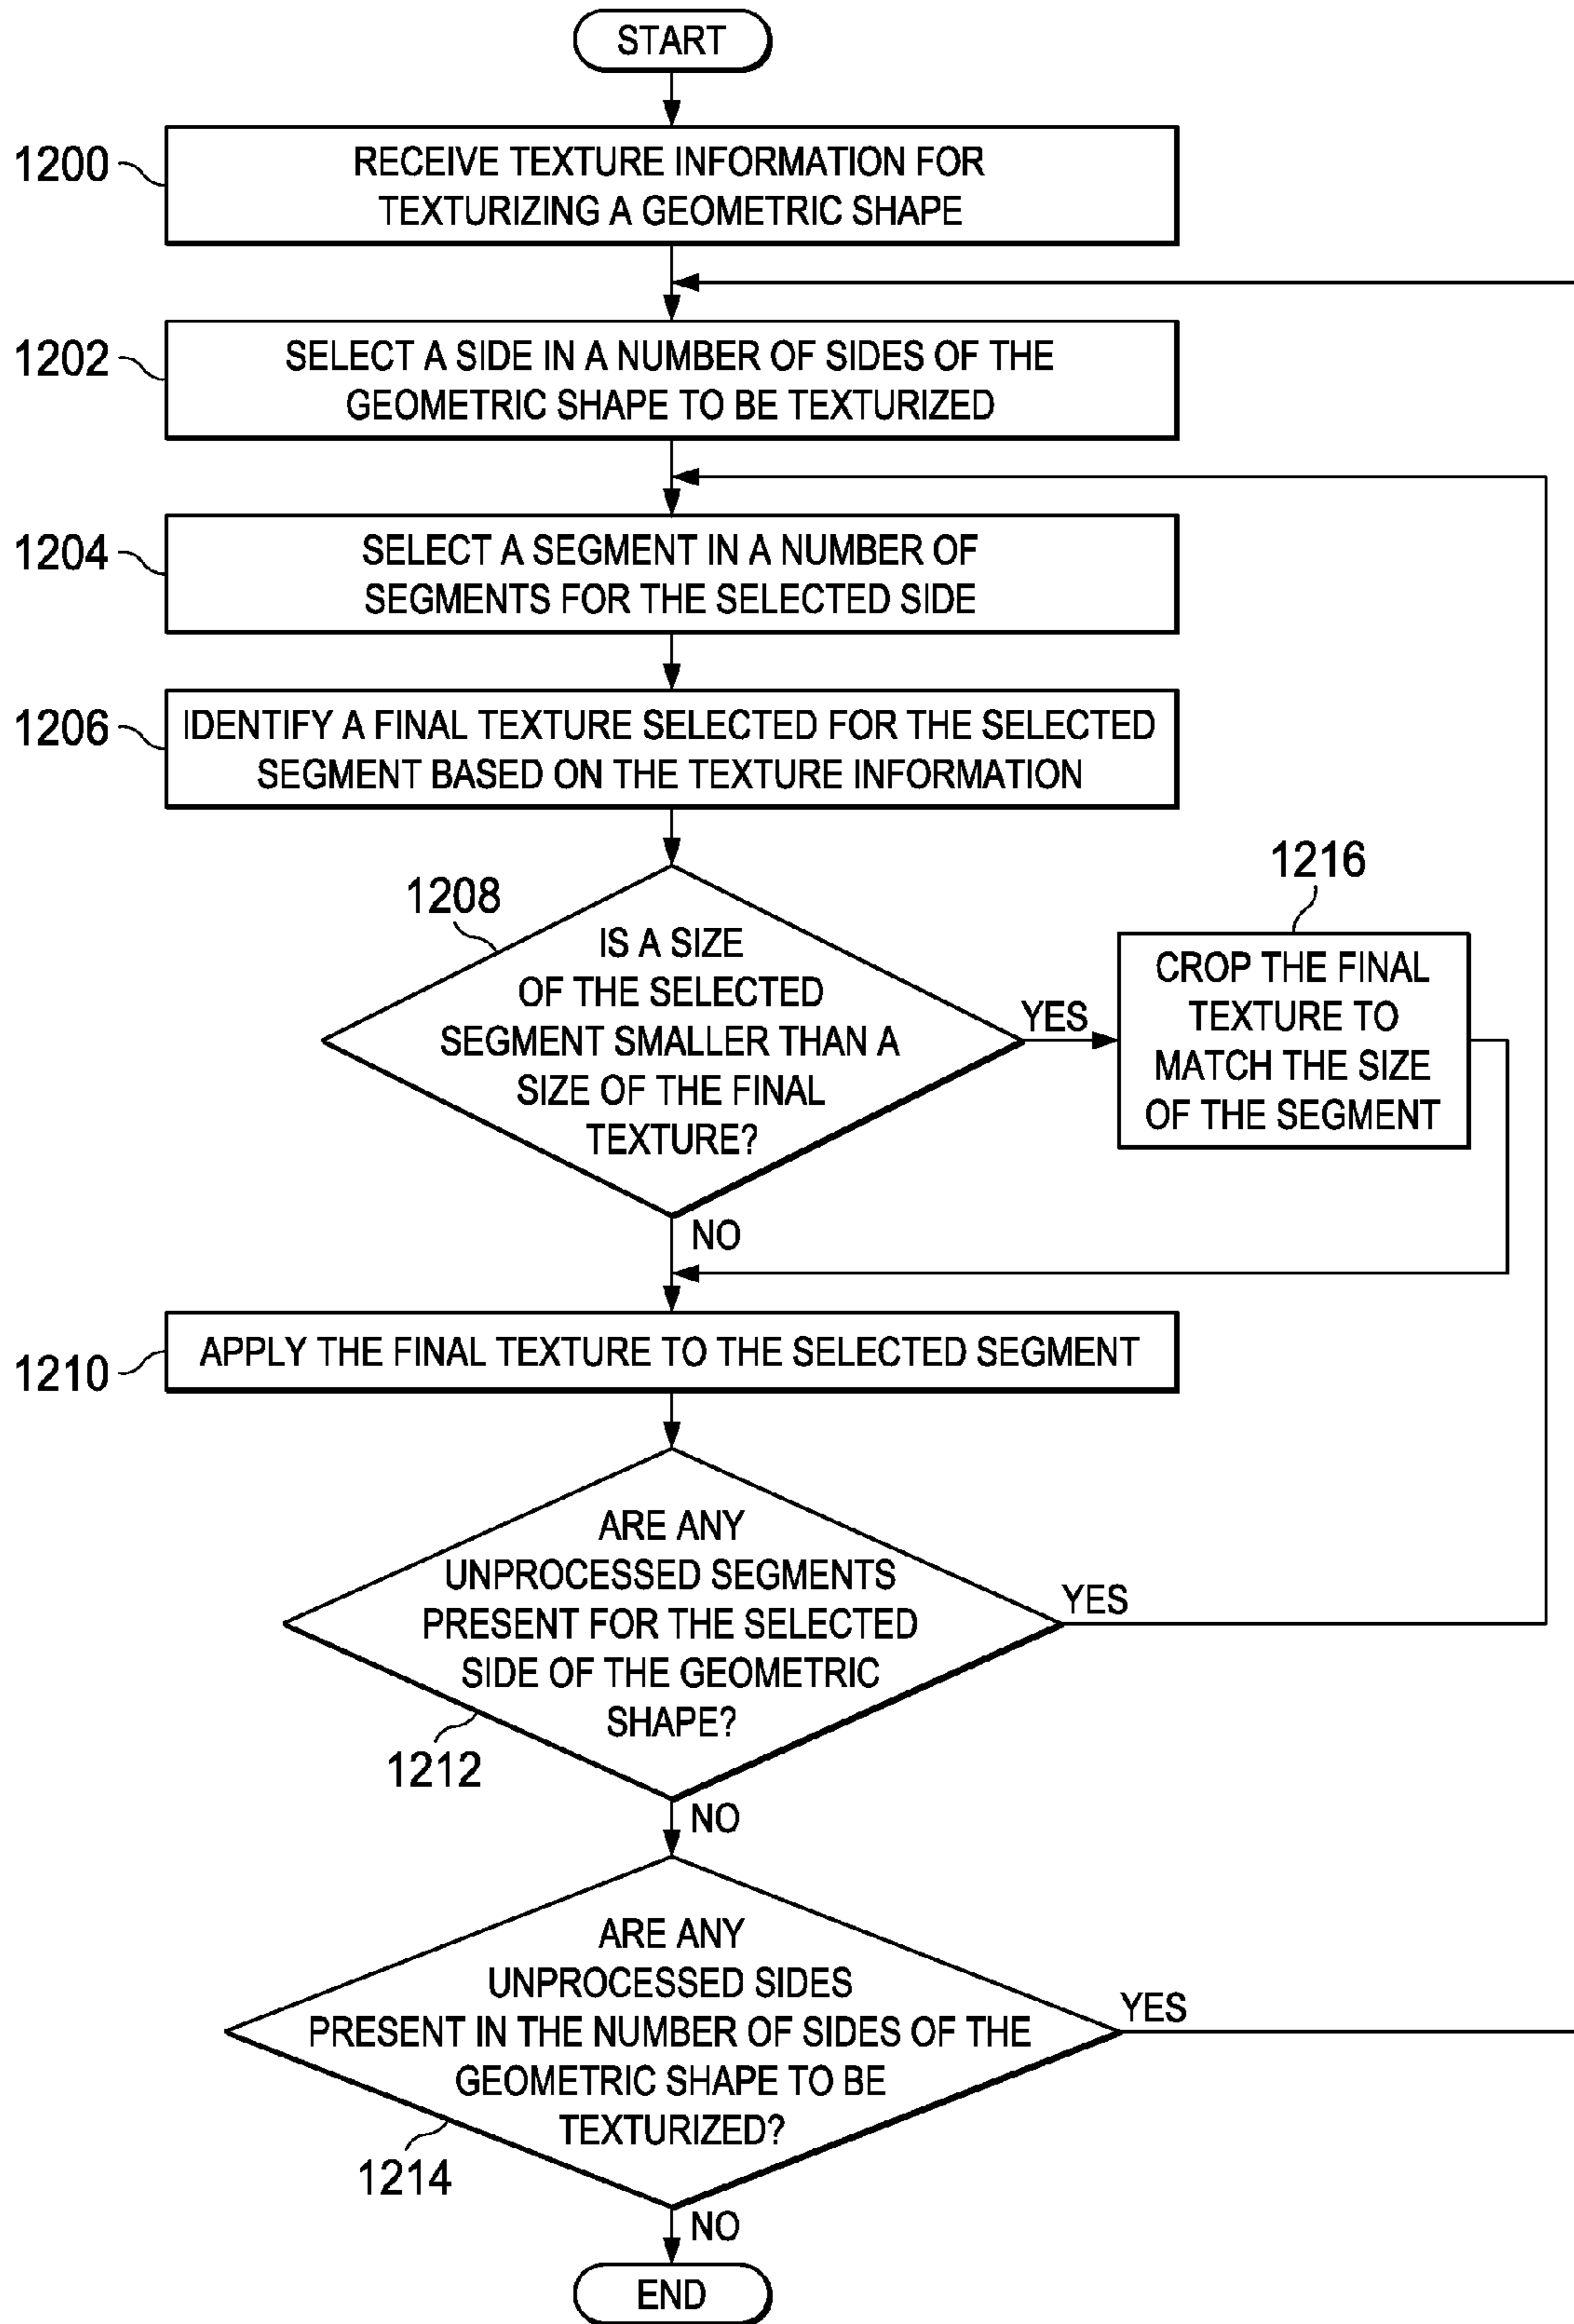 START
1200
RECEIVE TEXTURE INFORMATION FOR
TEXTURIZING A GEOMETRIC SHAPE
1202
SELECT A SIDE IN A NUMBER OF SIDES OF THE
GEOMETRIC SHAPE TO BE TEXTURIZED
1204
SELECT A SEGMENT IN A NUMBER OF
SEGMENTS FOR THE SELECTED SIDE
1206
IDENTIFY A FINAL TEXTURE SELECTED FOR THE SELECTED
SEGMENT BASED ON THE TEXTURE INFORMATION
1208
IS A SIZE
OF THE SELECTED
SEGMENT SMALLER THAN A
SIZE OF THE FINAL
TEXTURE?
YES
1216
CROP THE FINAL
TEXTURE TO
MATCH THE SIZE
OF THE SEGMENT
NO
1210
APPLY THE FINAL TEXTURE TO THE SELECTED SEGMENT
ARE ANY
UNPROCESSED SEGMENTS
PRESENT FOR THE SELECTED
SIDE OF THE GEOMETRIC
SHAPE?
YES
1212
NO
ARE ANY
UNPROCESSED SIDES
PRESENT IN THE NUMBER OF SIDES OF THE
GEOMETRIC SHAPE TO BE
TEXTURIZED?
YES
1214
NO
END